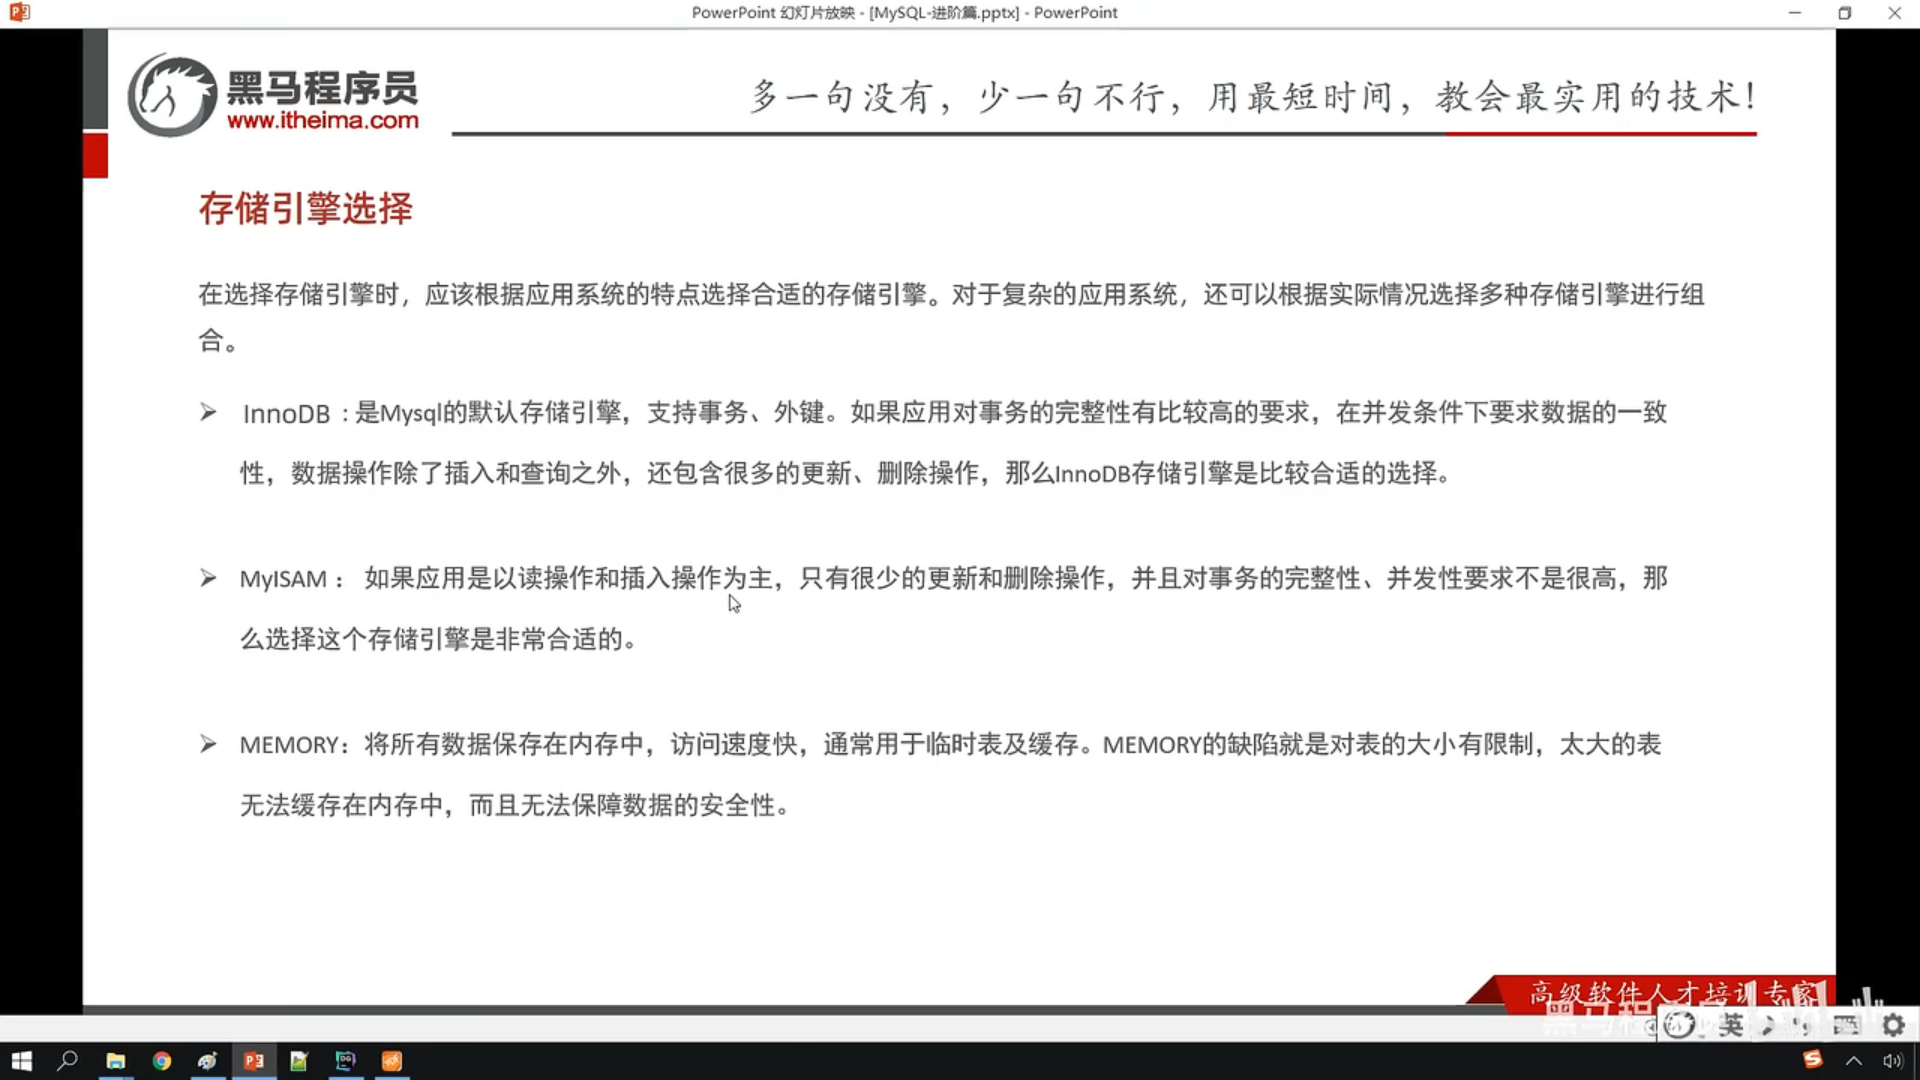 PowerPoint 幻灯片放映 - [MySQL-进阶篇.pptx] - PowerPoint
黑马程序员
www.itheima.com
多一句没有，少一句不行，用最短时间，教会最实用的技术！
存储引擎选择
在选择存储引擎时，应该根据应用系统的特点选择合适的存储引擎。对于复杂的应用系统，还可以根据实际情况选择多种存储引擎进行组
合。
➢ InnoDB : 是Mysql的默认存储引擎，支持事务、外键。如果应用对事务的完整性有比较高的要求，在并发条件下要求数据的一致
性，数据操作除了插入和查询之外，还包含很多的更新、删除操作，那么InnoDB存储引擎是比较合适的选择。
➢ MyISAM ： 如果应用是以读操作和插入操作为主，只有很少的更新和删除操作，并且对事务的完整性、并发性要求不是很高，那
么选择这个存储引擎是非常合适的。
➢ MEMORY：将所有数据保存在内存中，访问速度快，通常用于临时表及缓存。MEMORY的缺陷就是对表的大小有限制，太大的表
无法缓存在内存中，而且无法保障数据的安全性。
高级软件人才培训专家
英